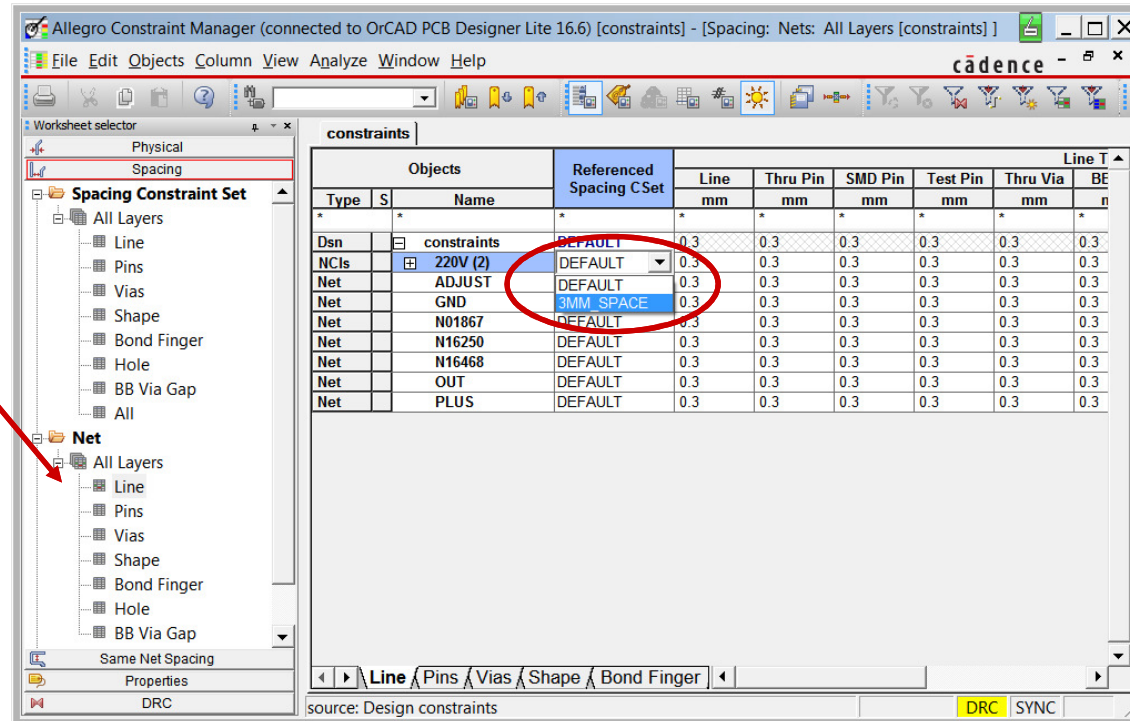 Allegro Constraint Manager (connected to OrCAD PCB Designer Lite 16.6) [constraints] - [Spacing: Nets: All Layers [constraints] ]
File Edit Objects Column View Analyze Window Help
cādence
Worksheet selector
Physical
Spacing
Spacing Constraint Set
All Layers
Line
Pins
Vias
Shape
Bond Finger
Hole
BB Via Gap
All
Net
All Layers
Line
Pins
Vias
Shape
Bond Finger
Hole
BB Via Gap
Same Net Spacing
Properties
DRC
constraints
Objects Referenced Spacing CSet Line T
Line Thru Pin SMD Pin Test Pin Thru Via BE
Type S Name mm mm mm mm mm
* * * * * * * * *
Dsn constraints DEFAULT 0.3 0.3 0.3 0.3 0.3 0.3
NCls 220V (2) DEFAULT 0.3 0.3 0.3 0.3 0.3 0.3
Net ADJUST DEFAULT 0.3 0.3 0.3 0.3 0.3 0.3
Net GND 3MM_SPACE 0.3 0.3 0.3 0.3 0.3 0.3
Net N01867 DEFAULT 0.3 0.3 0.3 0.3 0.3 0.3
Net N16250 DEFAULT 0.3 0.3 0.3 0.3 0.3 0.3
Net N16468 DEFAULT 0.3 0.3 0.3 0.3 0.3 0.3
Net OUT DEFAULT 0.3 0.3 0.3 0.3 0.3 0.3
Net PLUS DEFAULT 0.3 0.3 0.3 0.3 0.3 0.3
Line Pins Vias Shape Bond Finger
source: Design constraints DRC SYNC